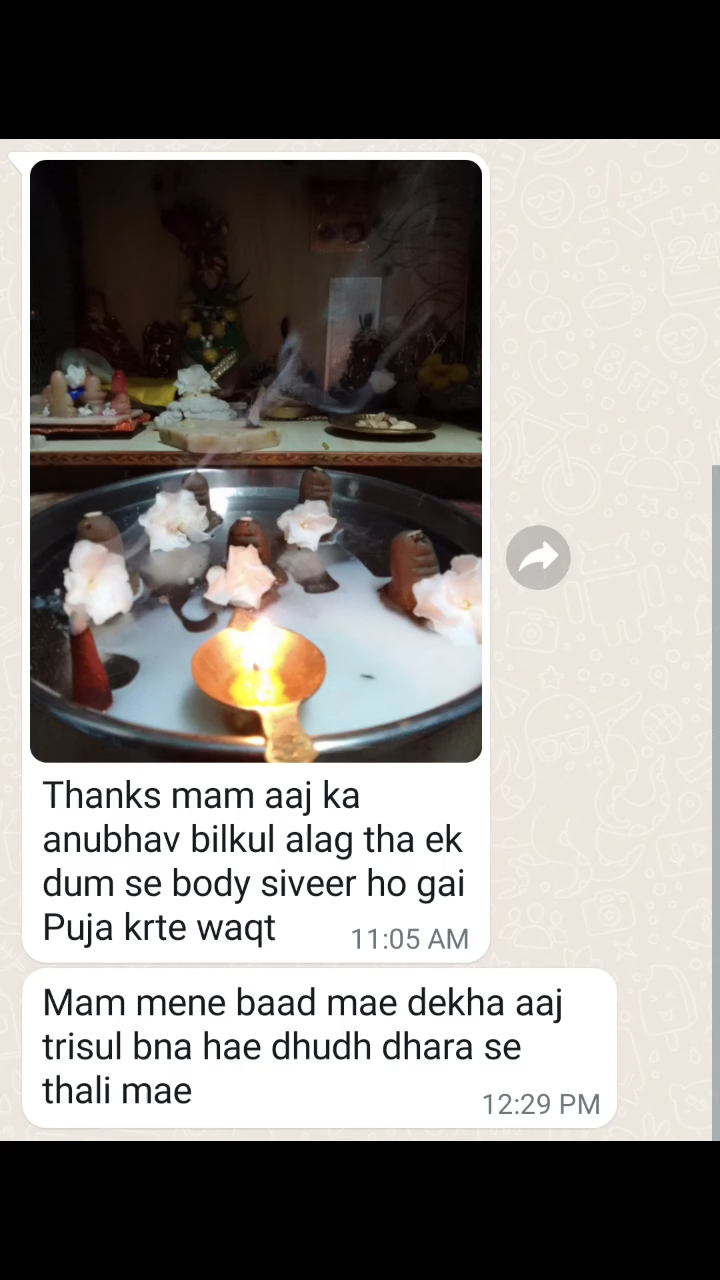 Thanks mam aaj ka
anubhav bilkul alag tha ek
dum se body siveer ho gai
Puja krte waqt
11:05 AM
Mam mene baad mae dekha aaj
trisul bna hae dhudh dhara se
thali mae
12:29 PM